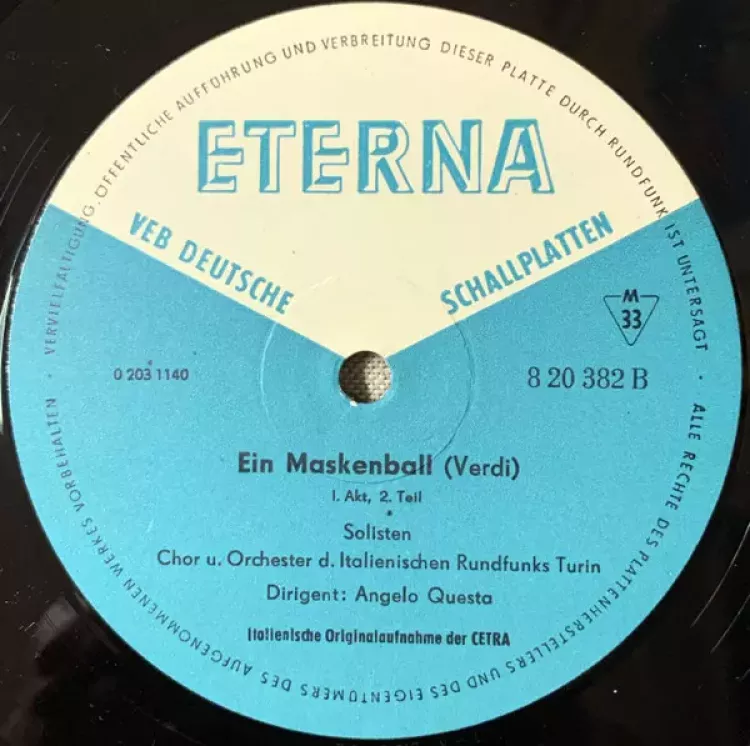 ALLE RECHTE DES PLATTENHERSTELLERS UND DES EIGENTÜMERS DES AUFGENOMMENEN WERKES VORBEHALTEN · VERVIELFÄLTIGUNG, ÖFFENTLICHE AUFFÜHRUNG UND VERBREITUNG DIESER PLATTE DURCH RUNDFUNK IST UNTERSAGT ·
ETERNA
VEB DEUTSCHE SCHALLPLATTEN
M
33
0 203 1140
8 20 382 B
Ein Maskenball (Verdi)
1. Akt, 2. Teil
*
Solisten
Chor u. Orchester d. Italienischen Rundfunks Turin
Dirigent: Angelo Questa
Italienische Originalaufnahme der CETRA